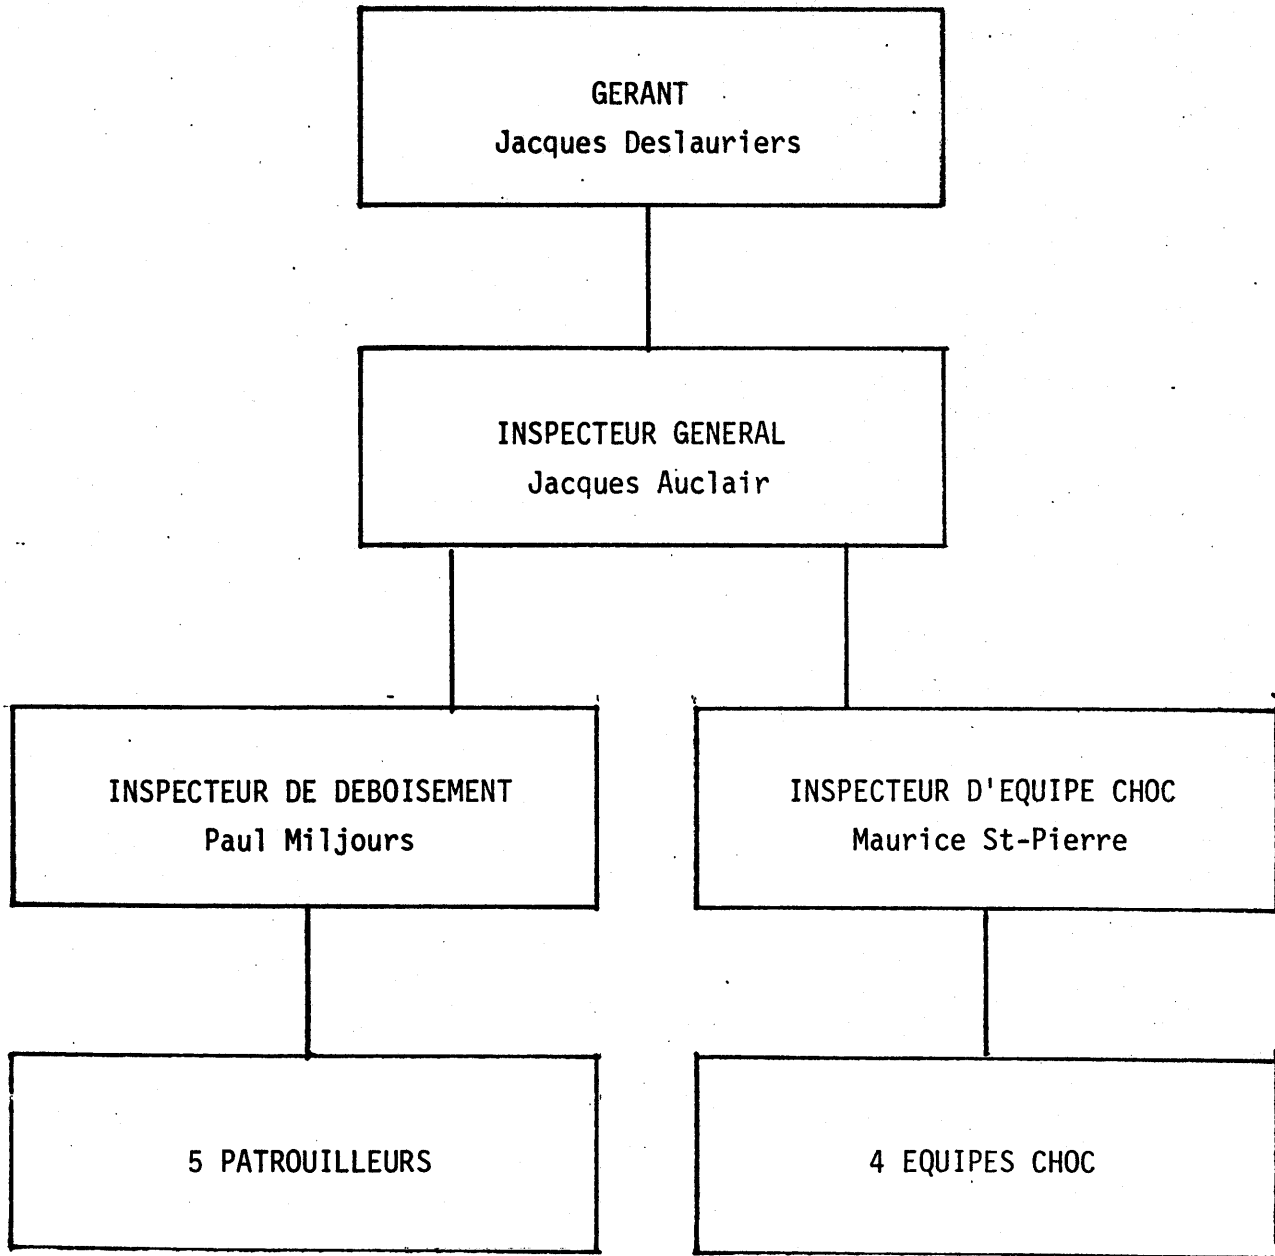 GERANT
Jacques Deslauriers
INSPECTEUR GENERAL
Jacques Auclair
INSPECTEUR DE DEBOISEMENT
Paul Miljours
INSPECTEUR D'EQUIPE CHOC
Maurice St-Pierre
5 PATROUILLEURS
4 EQUIPES CHOC